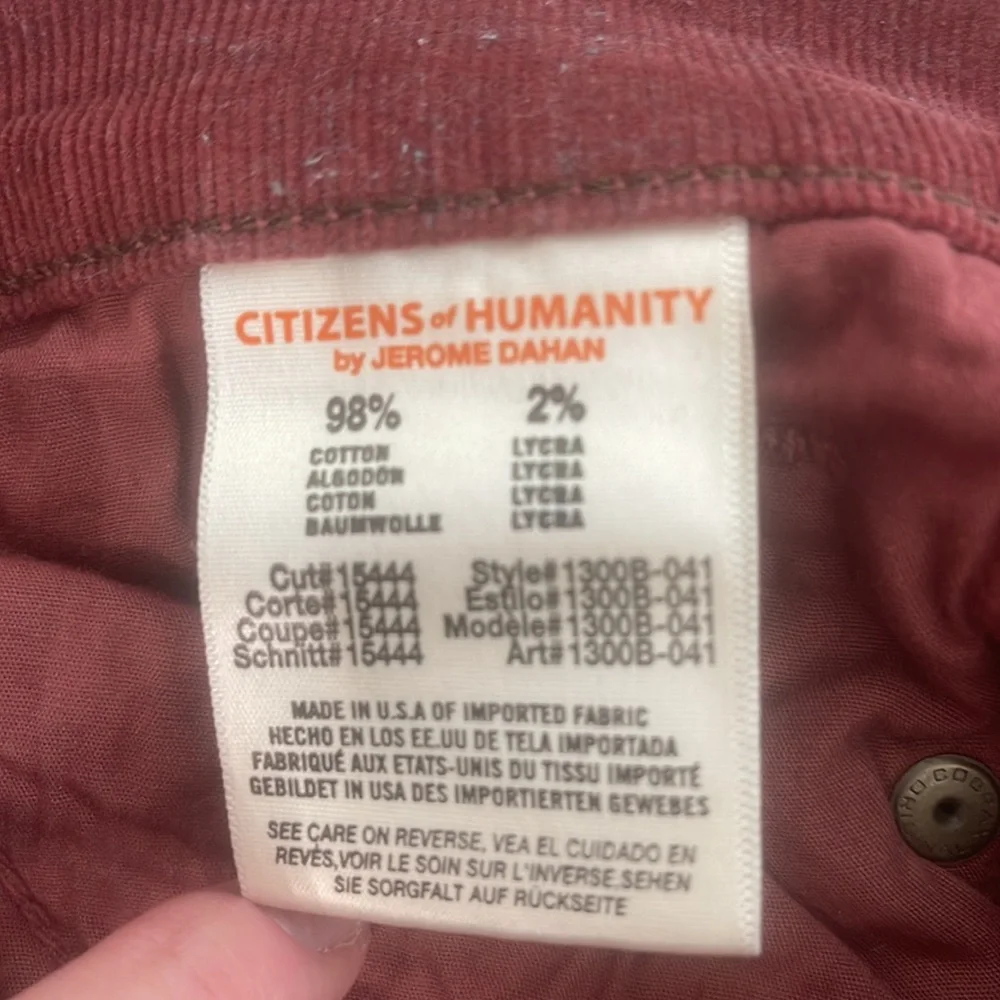 CITIZENS of HUMANITY
by JEROME DAHAN
98% 2%
COTTON LYCRA
ALGODÓN LYCRA
COTON LYCRA
BAUMWOLLE LYCRA
Cut#15444 Style#1300B-041
Corte#15444 Estilo#1300B-041
Coupe#15444 Modele#1300B-041
Schnitt#15444 Art#1300B-041
MADE IN U.S.A OF IMPORTED FABRIC
HECHO EN LOS EE.UU DE TELA IMPORTADA
FABRIQUÉ AUX ETATS-UNIS DU TISSU IMPORTÉ
GEBILDET IN USA DES IMPORTIERTEN GEWEBES
SEE CARE ON REVERSE, VEA EL CUIDADO EN
REVÉS,VOIR LE SOIN SUR L'INVERSE,SEHEN
SIE SORGFALT AUF RÜCKSEITE